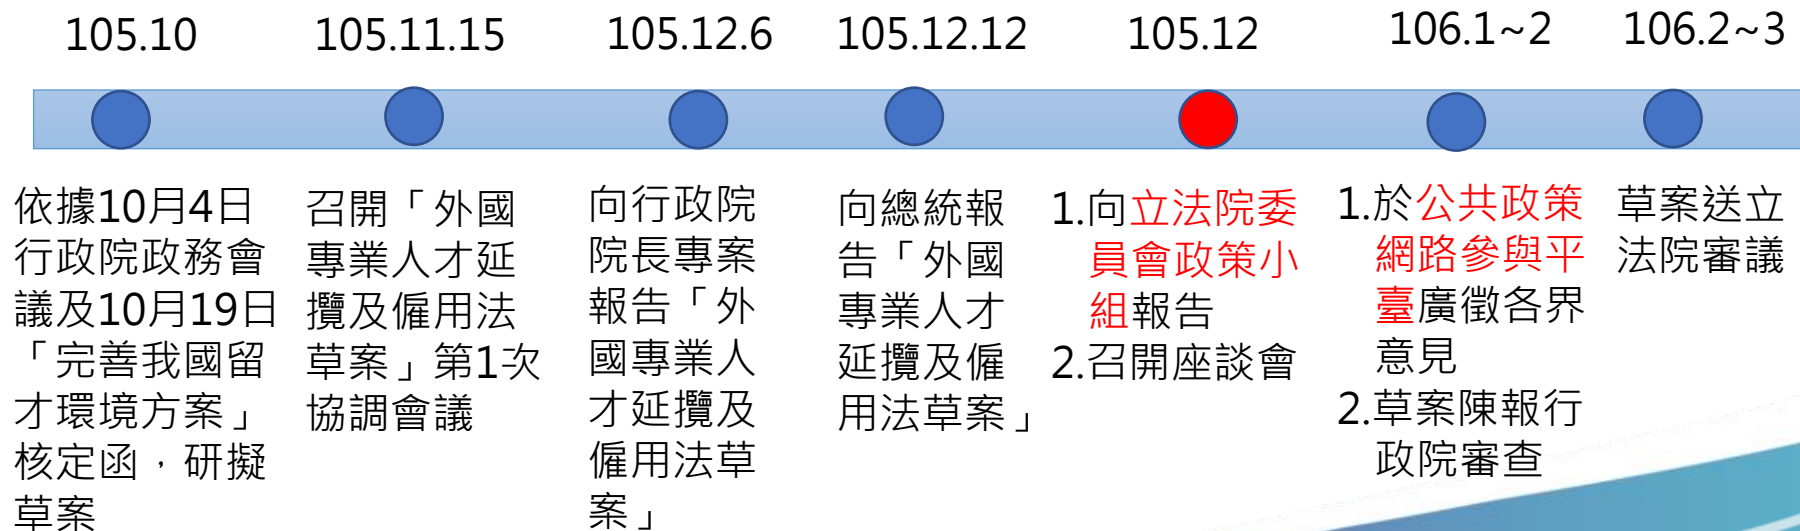 105.10
依據10月4日
行政院政務會
議及10月19日
「完善我國留
才環境方案」
核定函，研擬
草案
105.11.15
召開「外國
專業人才延
攬及僱用法
草案」第1次
協調會議
105.12.6
向行政院
院長專案
報告「外
國專業人
才延攬及
僱用法草
案」
105.12.12
向總統報
告「外國
專業人才
延攬及僱
用法草案」
105.12
1.向立法院委
員會政策小
組報告
2.召開座談會
106.1~2
1.於公共政策
網路參與平
臺廣徵各界
意見
2.草案陳報行
政院審查
106.2~3
草案送立
法院審議